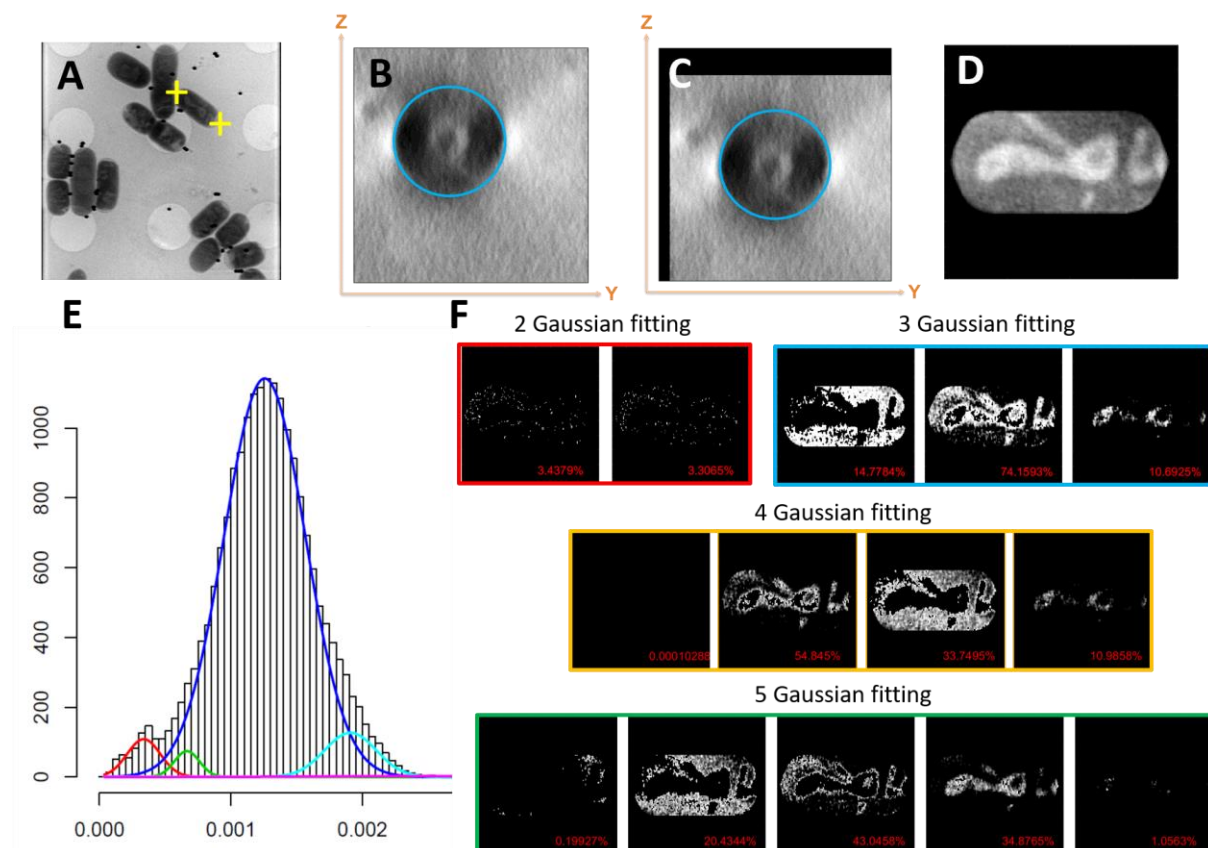 A
Z
B
Y
Z
C
Y
D
E
1000
800
600
400
200
0
0.000
0.001
0.002
F
2 Gaussian fitting
3.4379%
3.3065%
3 Gaussian fitting
14.7784%
74.1593%
10.6925%
4 Gaussian fitting
0.00010288
54.845%
33.7495%
10.9858%
5 Gaussian fitting
0.19927%
20.4344%
43.0458%
34.8765%
1.0563%